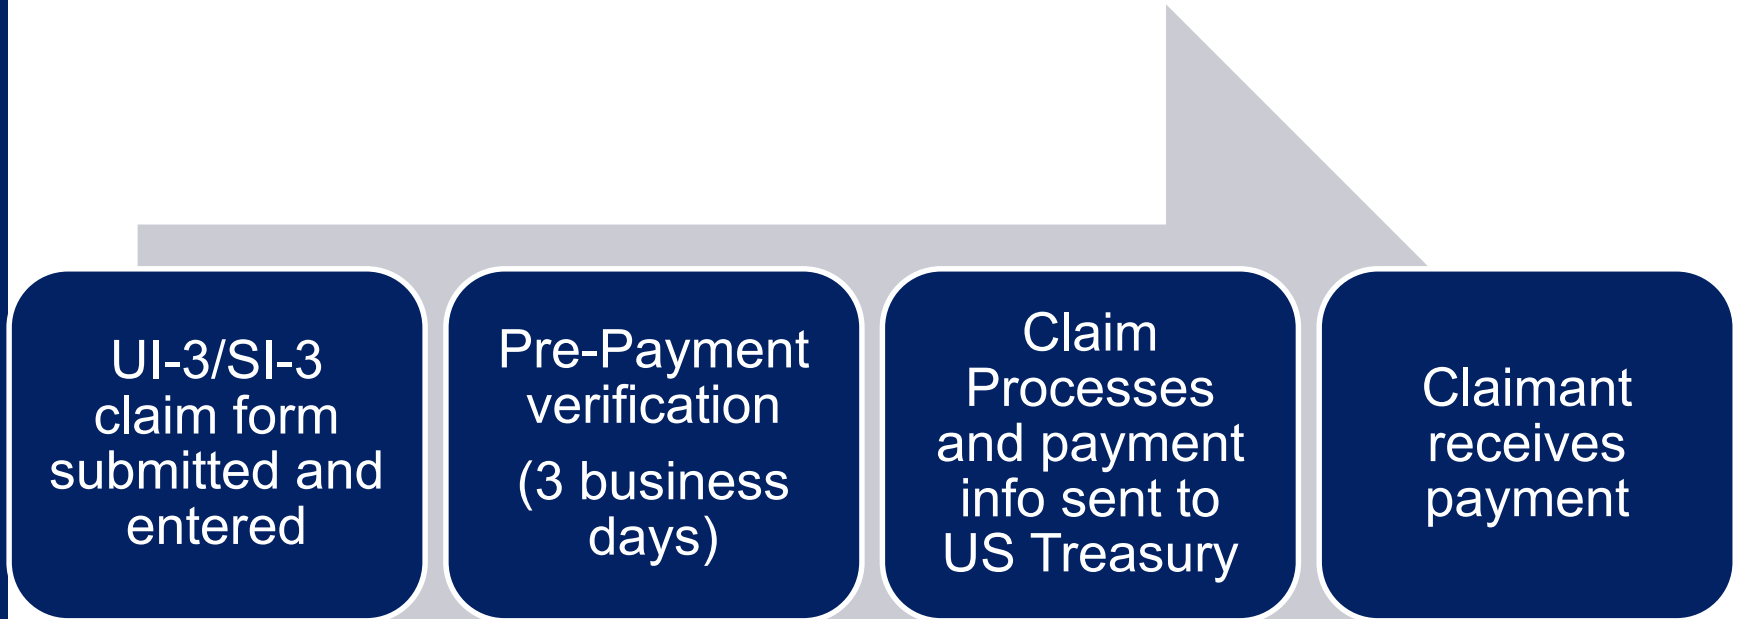 UI-3/SI-3
claim form
submitted and
entered
Pre-Payment
verification
(3 business
days)
Claim
Processes
and payment
info sent to
US Treasury
Claimant
receives
payment